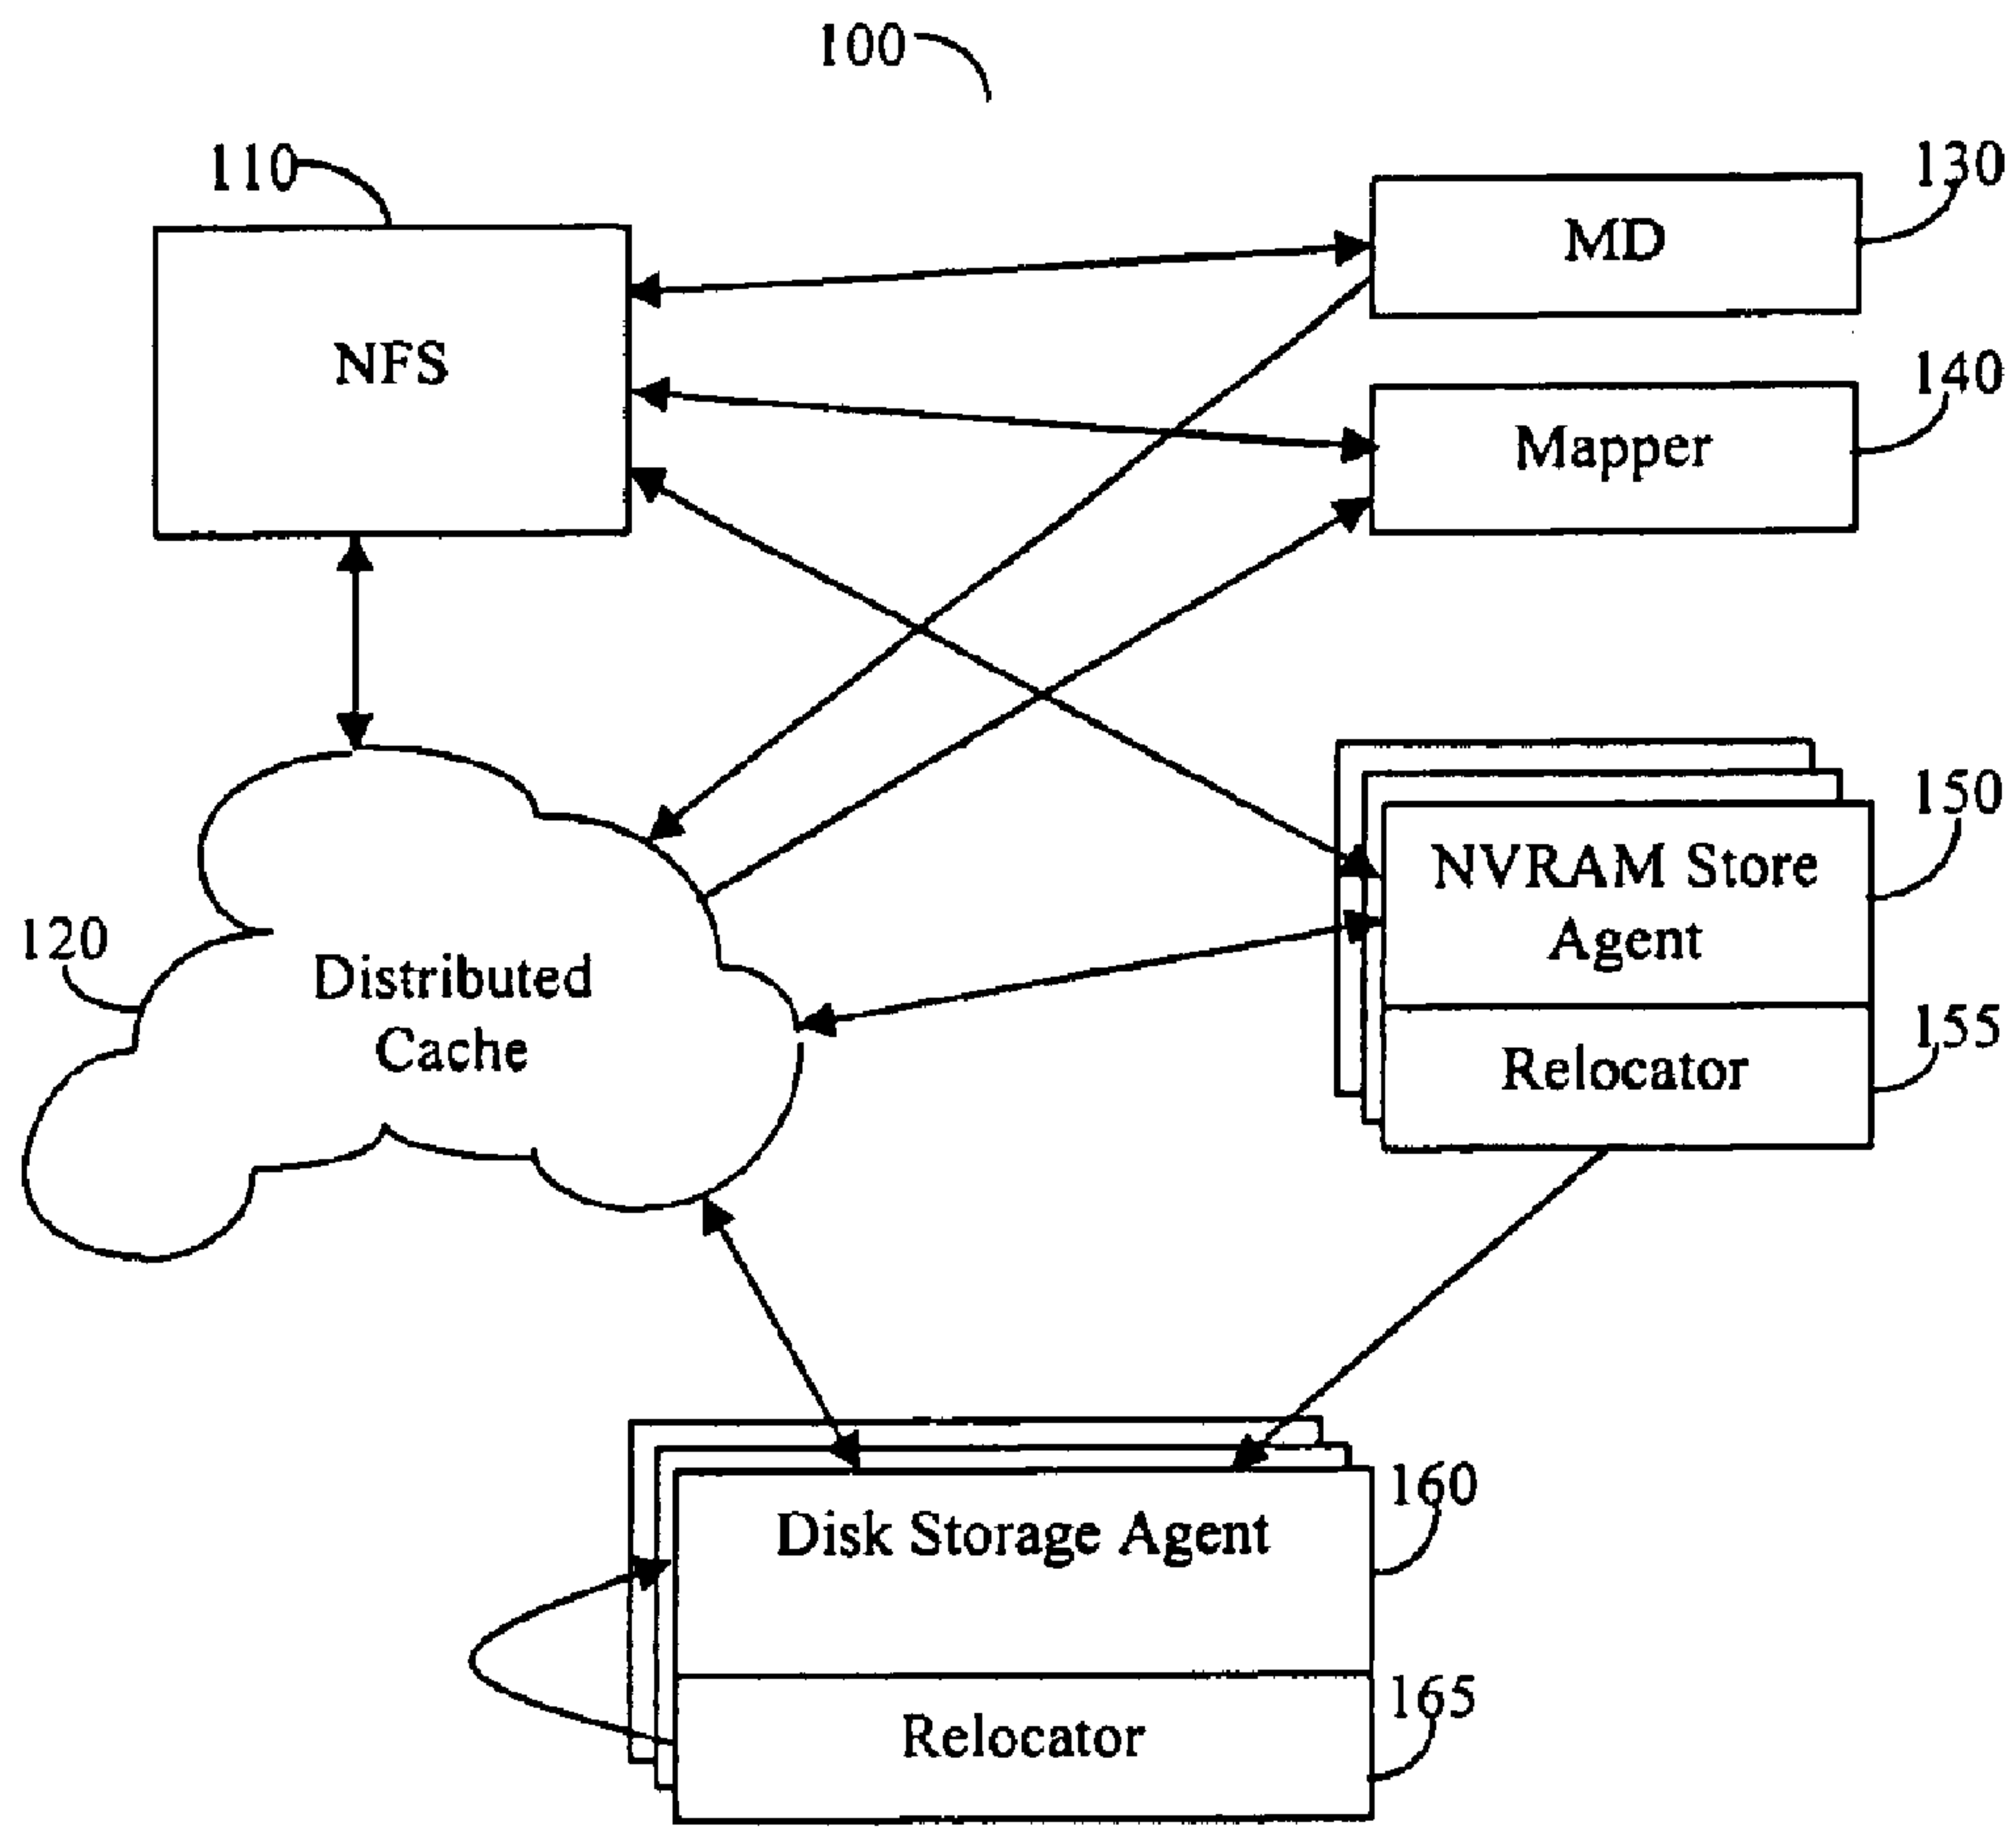 100
110
130
MD
NFS
140
Mapper
150
NVRAM Store
Agent
120
Distributed
Cache
155
Relocator
160
Disk Storage Agent
165
Relocator